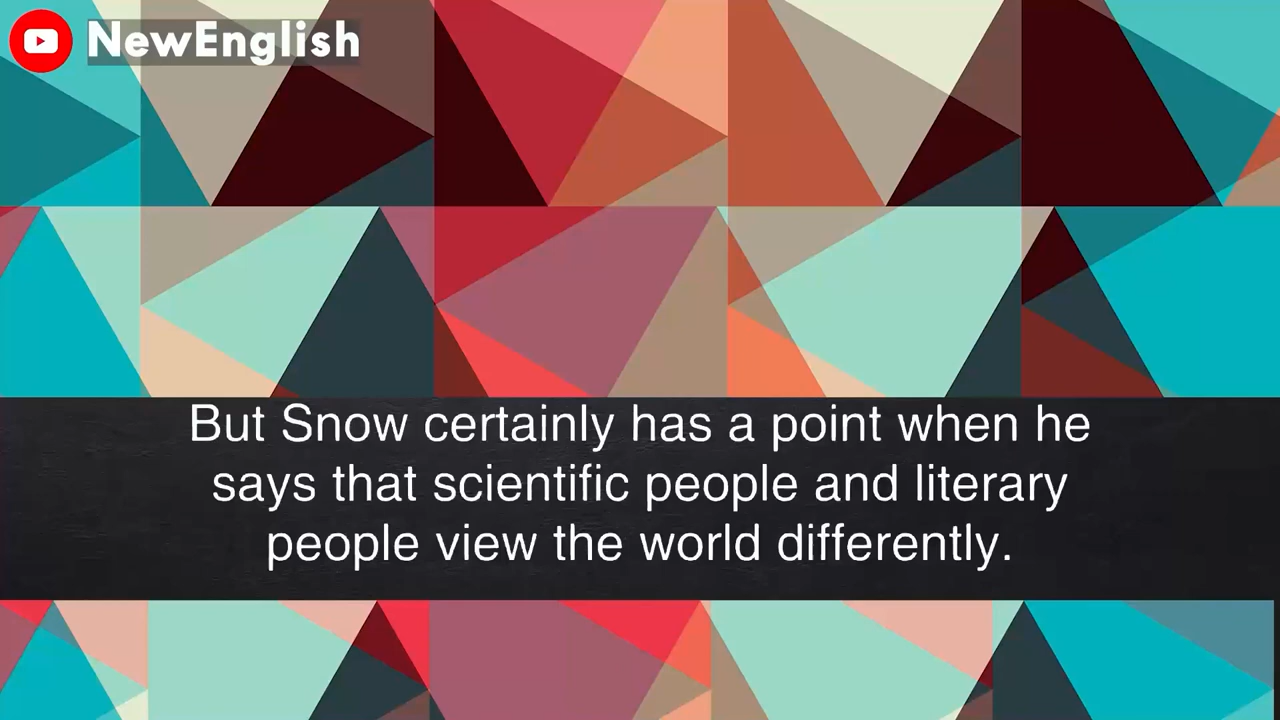 NewEnglish
But Snow certainly has a point when he
says that scientific people and literary
people view the world differently.